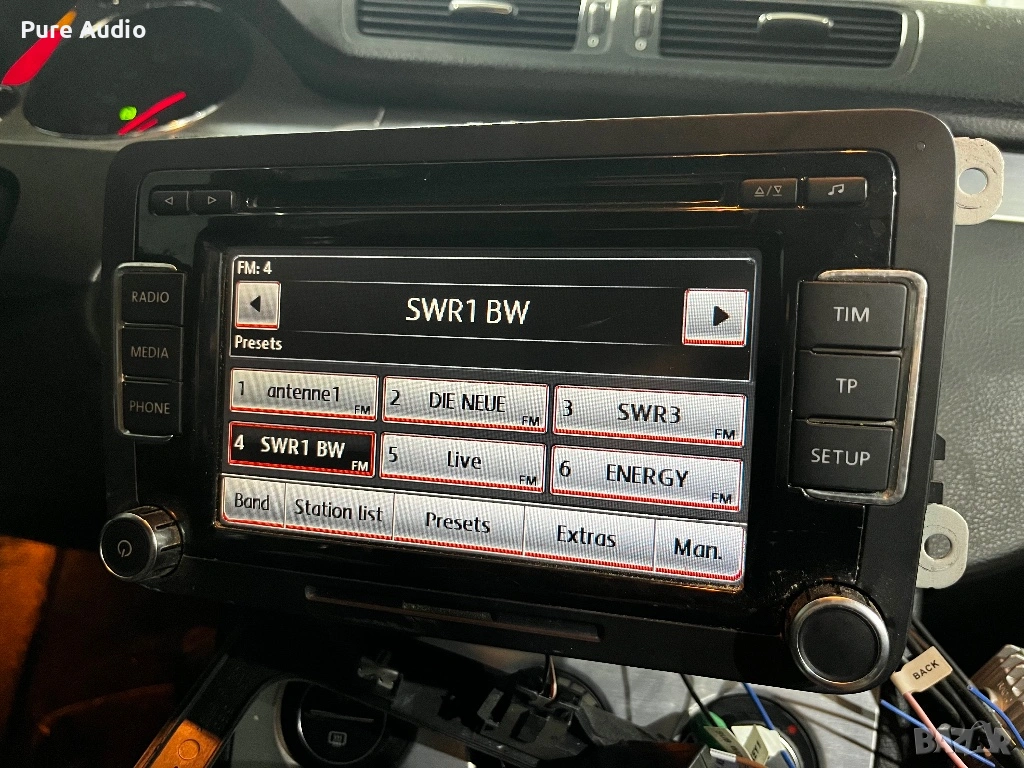 Pure Audio
RADIO
MEDIA
PHONE
TIM
TP
SETUP
FM: 4
SWR1 BW
Presets
1 antenne1 FM
2 DIE NEUE FM
3 SWR3 FM
4 SWR1 BW FM
5 Live FM
6 ENERGY FM
Band Station list Presets Extras Man.
BACK
BAZAR